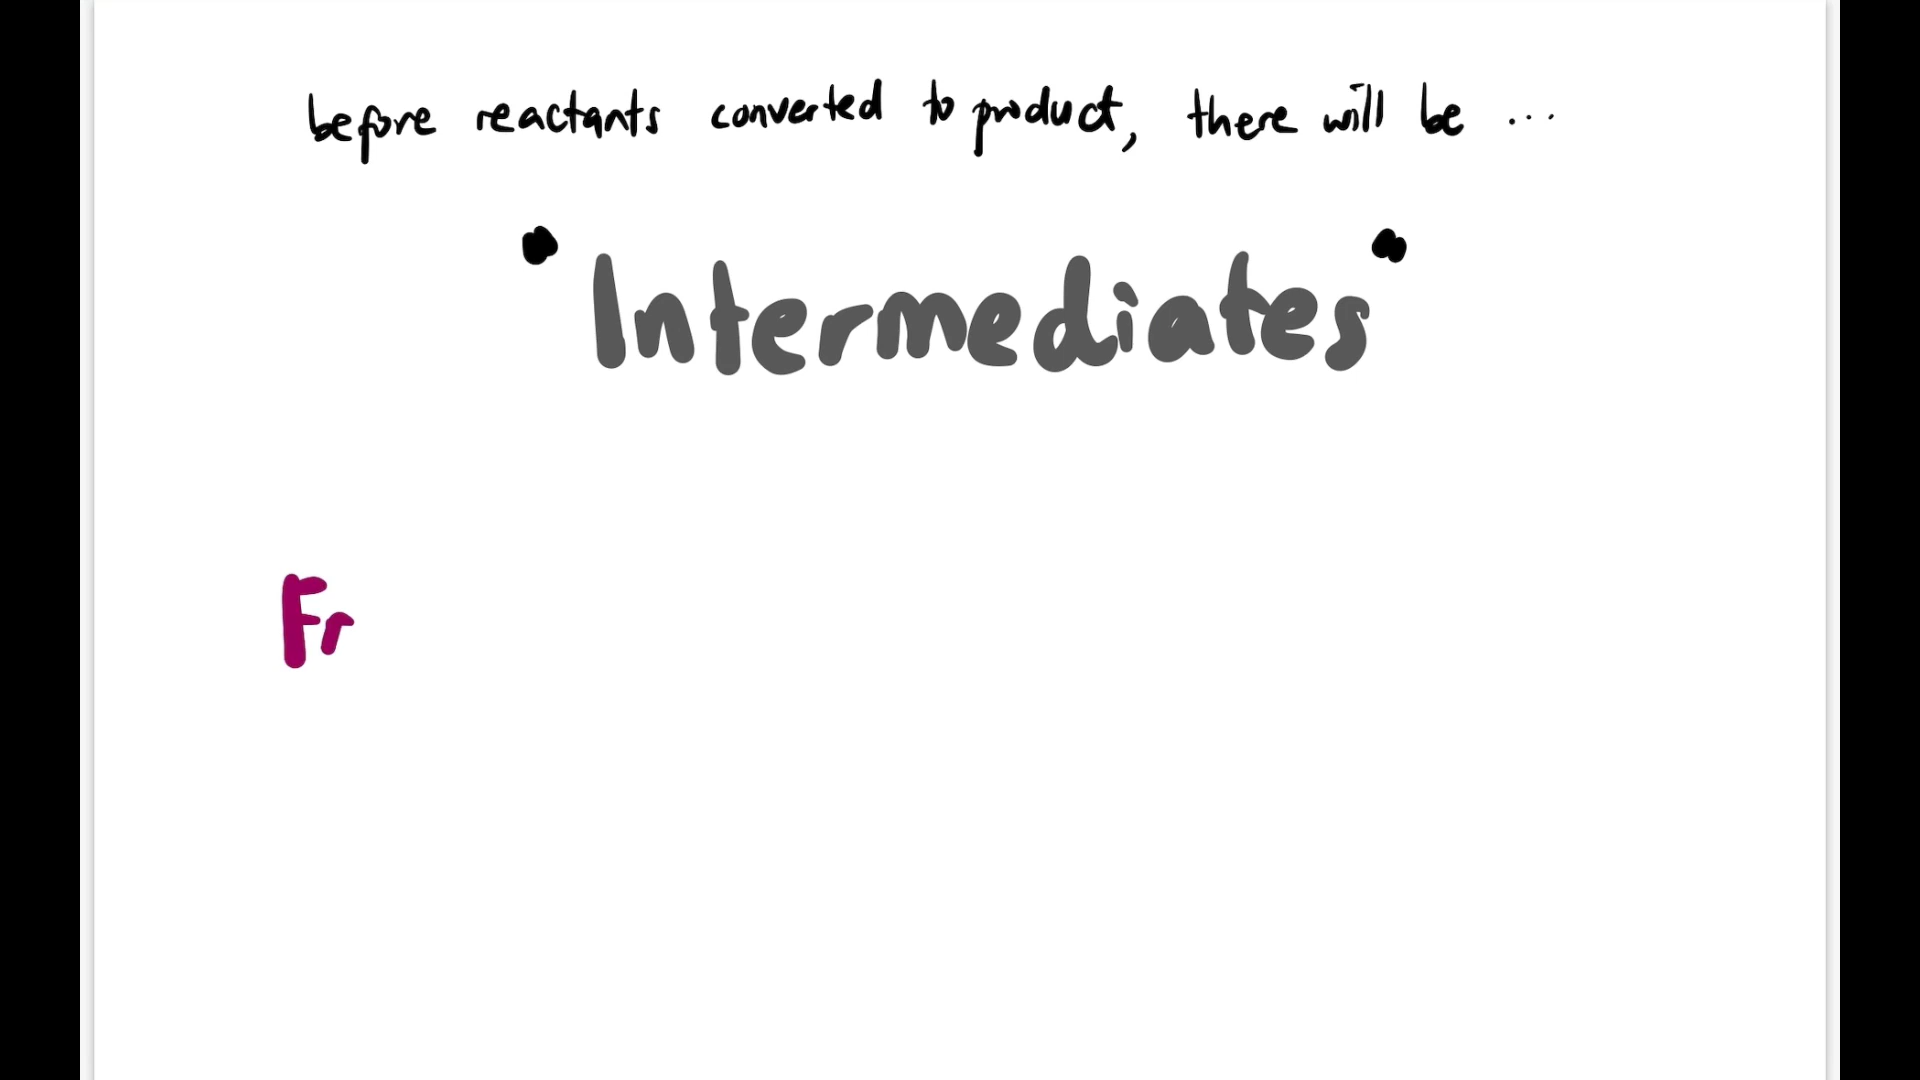 before reactants converted to product, there will be ...
"Intermediates"
Fr